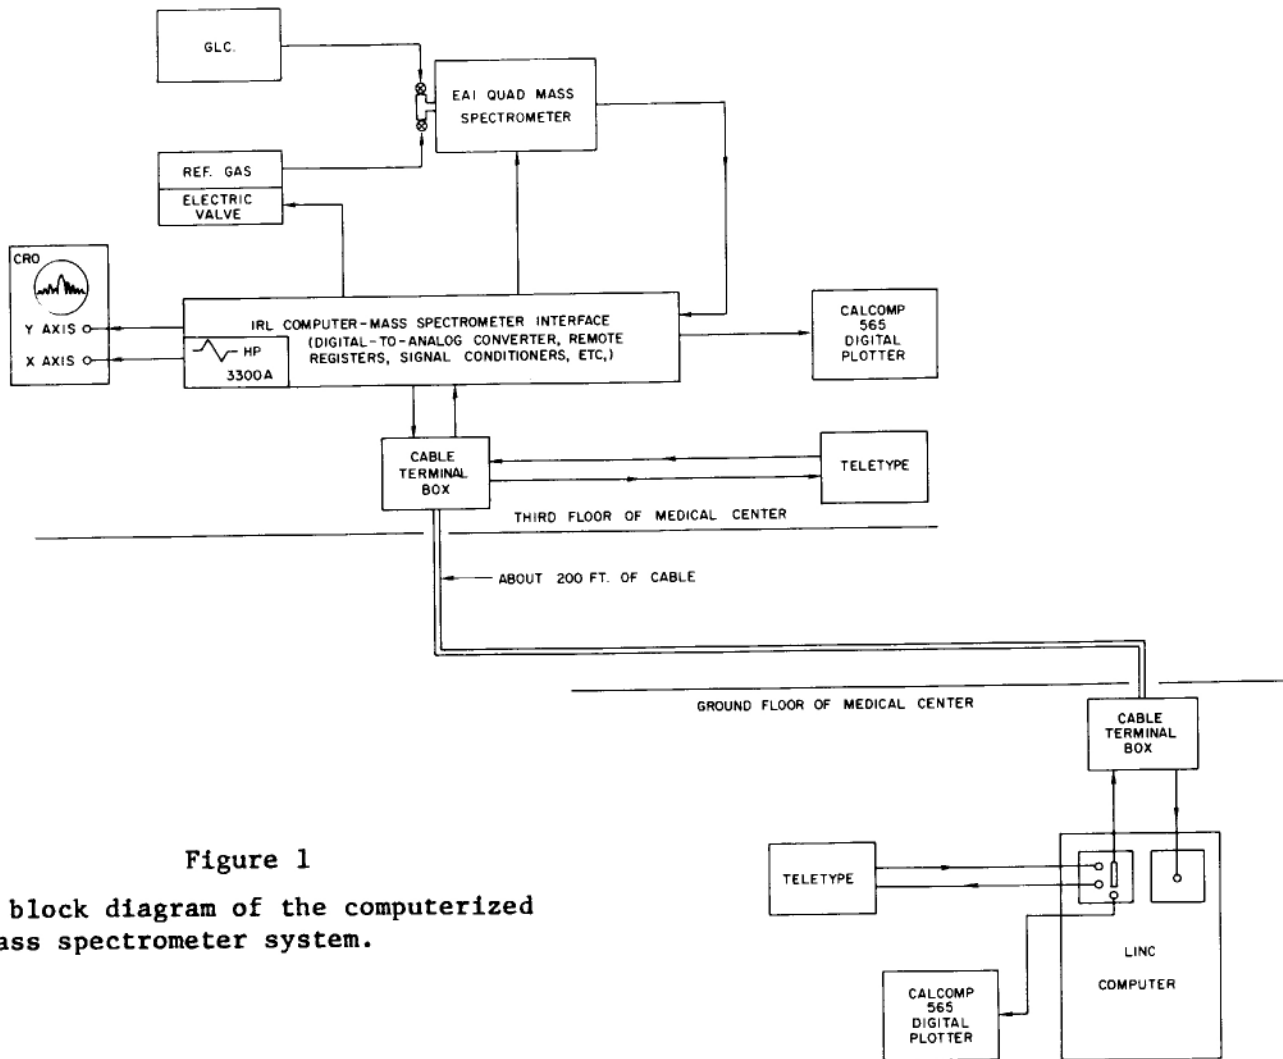 GLC.
EAI QUAD MASS
SPECTROMETER
REF. GAS
ELECTRIC
VALVE
CRO
Y AXIS
X AXIS
IRL COMPUTER-MASS SPECTROMETER INTERFACE
(DIGITAL-TO-ANALOG CONVERTER, REMOTE
REGISTERS, SIGNAL CONDITIONERS, ETC,)
HP
3300A
CALCOMP
565
DIGITAL
PLOTTER
CABLE
TERMINAL
BOX
TELETYPE
THIRD FLOOR OF MEDICAL CENTER
ABOUT 200 FT. OF CABLE
GROUND FLOOR OF MEDICAL CENTER
CABLE
TERMINAL
BOX
TELETYPE
LINC
COMPUTER
CALCOMP
565
DIGITAL
PLOTTER
Figure 1
block diagram of the computerized
ass spectrometer system.